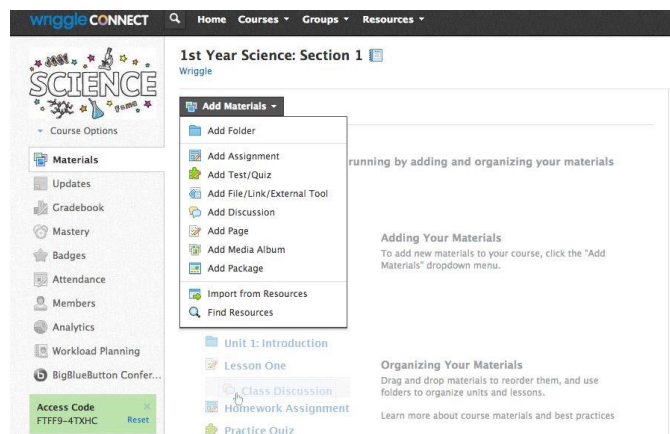 wriggle CONNECT
Home Courses Groups Resources
SCIENCE
Course Options
Materials
Updates
Gradebook
Mastery
Badges
Attendance
Members
Analytics
Workload Planning
BigBlueButton Confer...
Access Code
FTFF9-4TXHC Reset
1st Year Science: Section 1
Wriggle
Add Materials
Add Folder
Add Assignment
Add Test/Quiz
Add File/Link/External Tool
Add Discussion
Add Page
Add Media Album
Add Package
Import from Resources
Find Resources
running by adding and organizing your materials
Adding Your Materials
To add new materials to your course, click the "Add
Materials" dropdown menu.
Unit 1: Introduction
Lesson One
Class Discussion
Homework Assignment
Practice Quiz
Organizing Your Materials
Drag and drop materials to reorder them, and use
folders to organize units and lessons.
Learn more about course materials and best practices